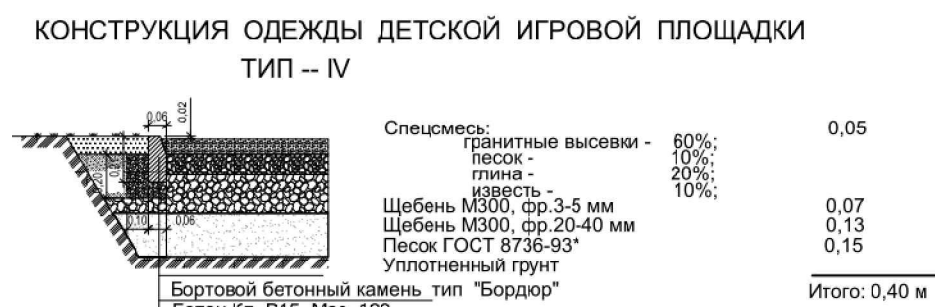 КОНСТРУКЦИЯ ОДЕЖДЫ ДЕТСКОЙ ИГРОВОЙ ПЛОЩАДКИ
ТИП -- IV
0,06
0,02
Спецсмесь: 0,05
гранитные высевки - 60%;
песок - 10%;
глина - 20%;
известь - 10%;
Щебень М300, фр.3-5 мм 0,07
Щебень М300, фр.20-40 мм 0,13
0,10 0,06
Песок ГОСТ 8736-93* 0,15
Уплотненный грунт
Бортовой бетонный камень тип "Бордюр" Итого: 0,40 м